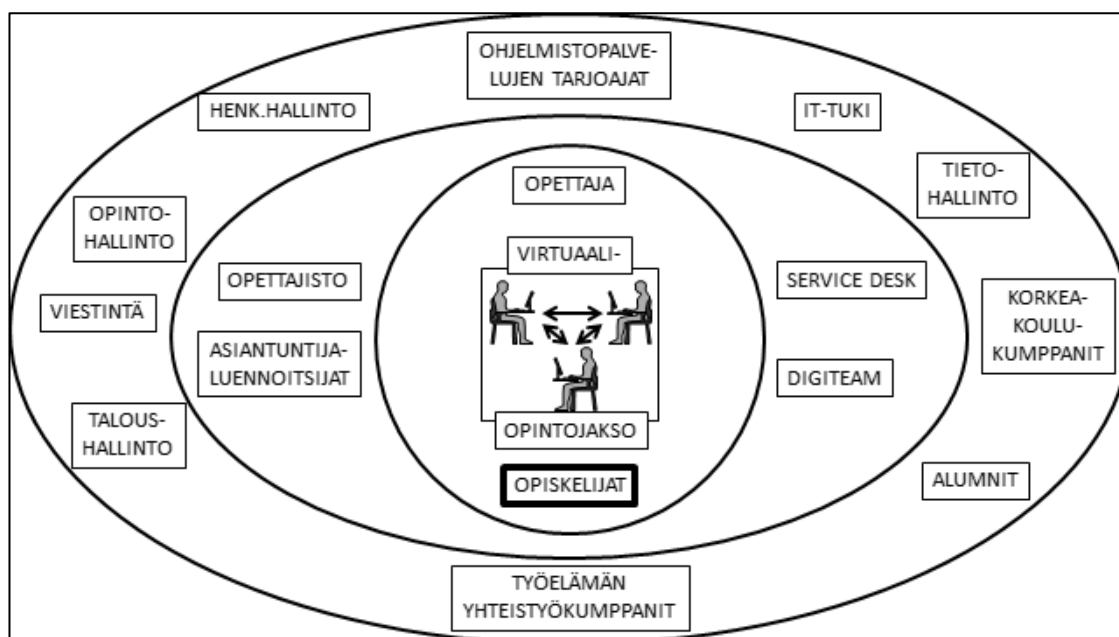 OHJELMISTOPALVE-
LUJEN TARJOAJAT
HENK.HALLINTO
IT-TUKI
TIETO-
HALLINTO
OPETTAJA
OPINTO-
HALLINTO
VIRTUAALI-
OPETTAJISTO
SERVICE DESK
VIESTINTÄ
KORKEA-
KOULU-
KUMPPANIT
ASIANTUNTIJA-
LUENNOITSIJAT
DIGITEAM
TALOUS-
HALLINTO
OPINTOJAKSO
OPISKELIJAT
ALUMNIT
TYÖELÄMÄN
YHTEISTYÖKUMPPANIT